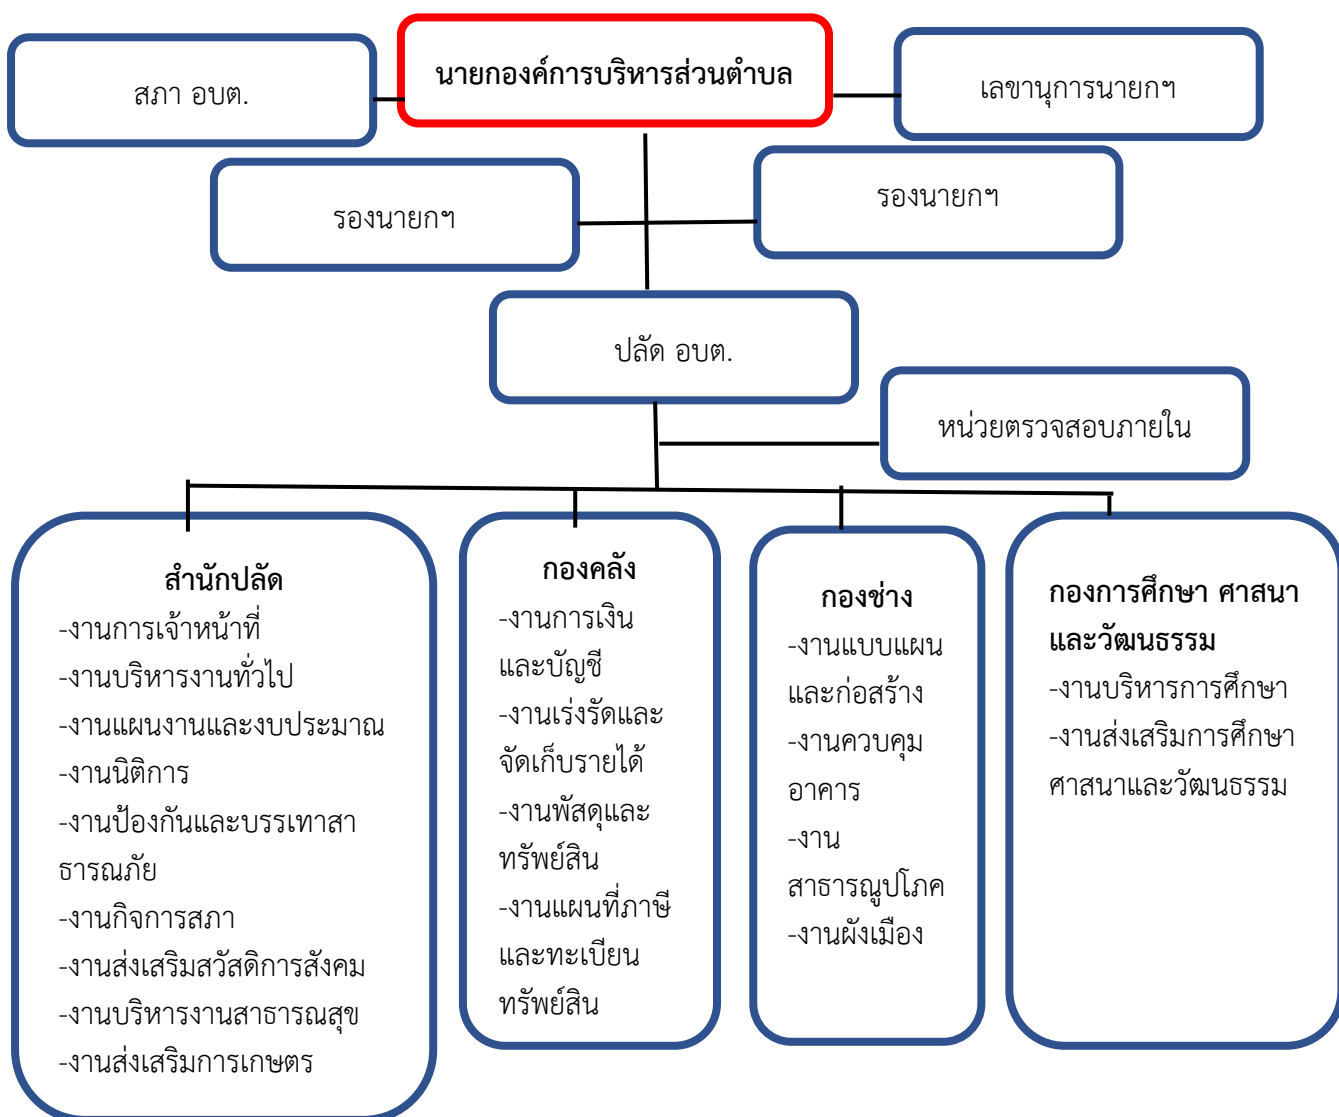 นายกองค์การบริหารส่วนตำบล
สภา อบต.
เลขานุการนายกฯ
รองนายกฯ
รองนายกฯ
ปลัด อบต.
หน่วยตรวจสอบภายใน
สำนักปลัด
-งานการเจ้าหน้าที่
-งานบริหารงานทั่วไป
-งานแผนงานและงบประมาณ
-งานนิติการ
-งานป้องกันและบรรเทาสา
ธารณภัย
-งานกิจการสภา
-งานส่งเสริมสวัสดิการสังคม
-งานบริหารงานสาธารณสุข
-งานส่งเสริมการเกษตร
กองคลัง
-งานการเงิน
และบัญชี
-งานเร่งรัดและ
จัดเก็บรายได้
-งานพัสดุและ
ทรัพย์สิน
-งานแผนที่ภาษี
และทะเบียน
ทรัพย์สิน
กองช่าง
-งานแบบแผน
และก่อสร้าง
-งานควบคุม
อาคาร
-งาน
สาธารณูปโภค
-งานผังเมือง
กองการศึกษา ศาสนา
และวัฒนธรรม
-งานบริหารการศึกษา
-งานส่งเสริมการศึกษา
ศาสนาและวัฒนธรรม